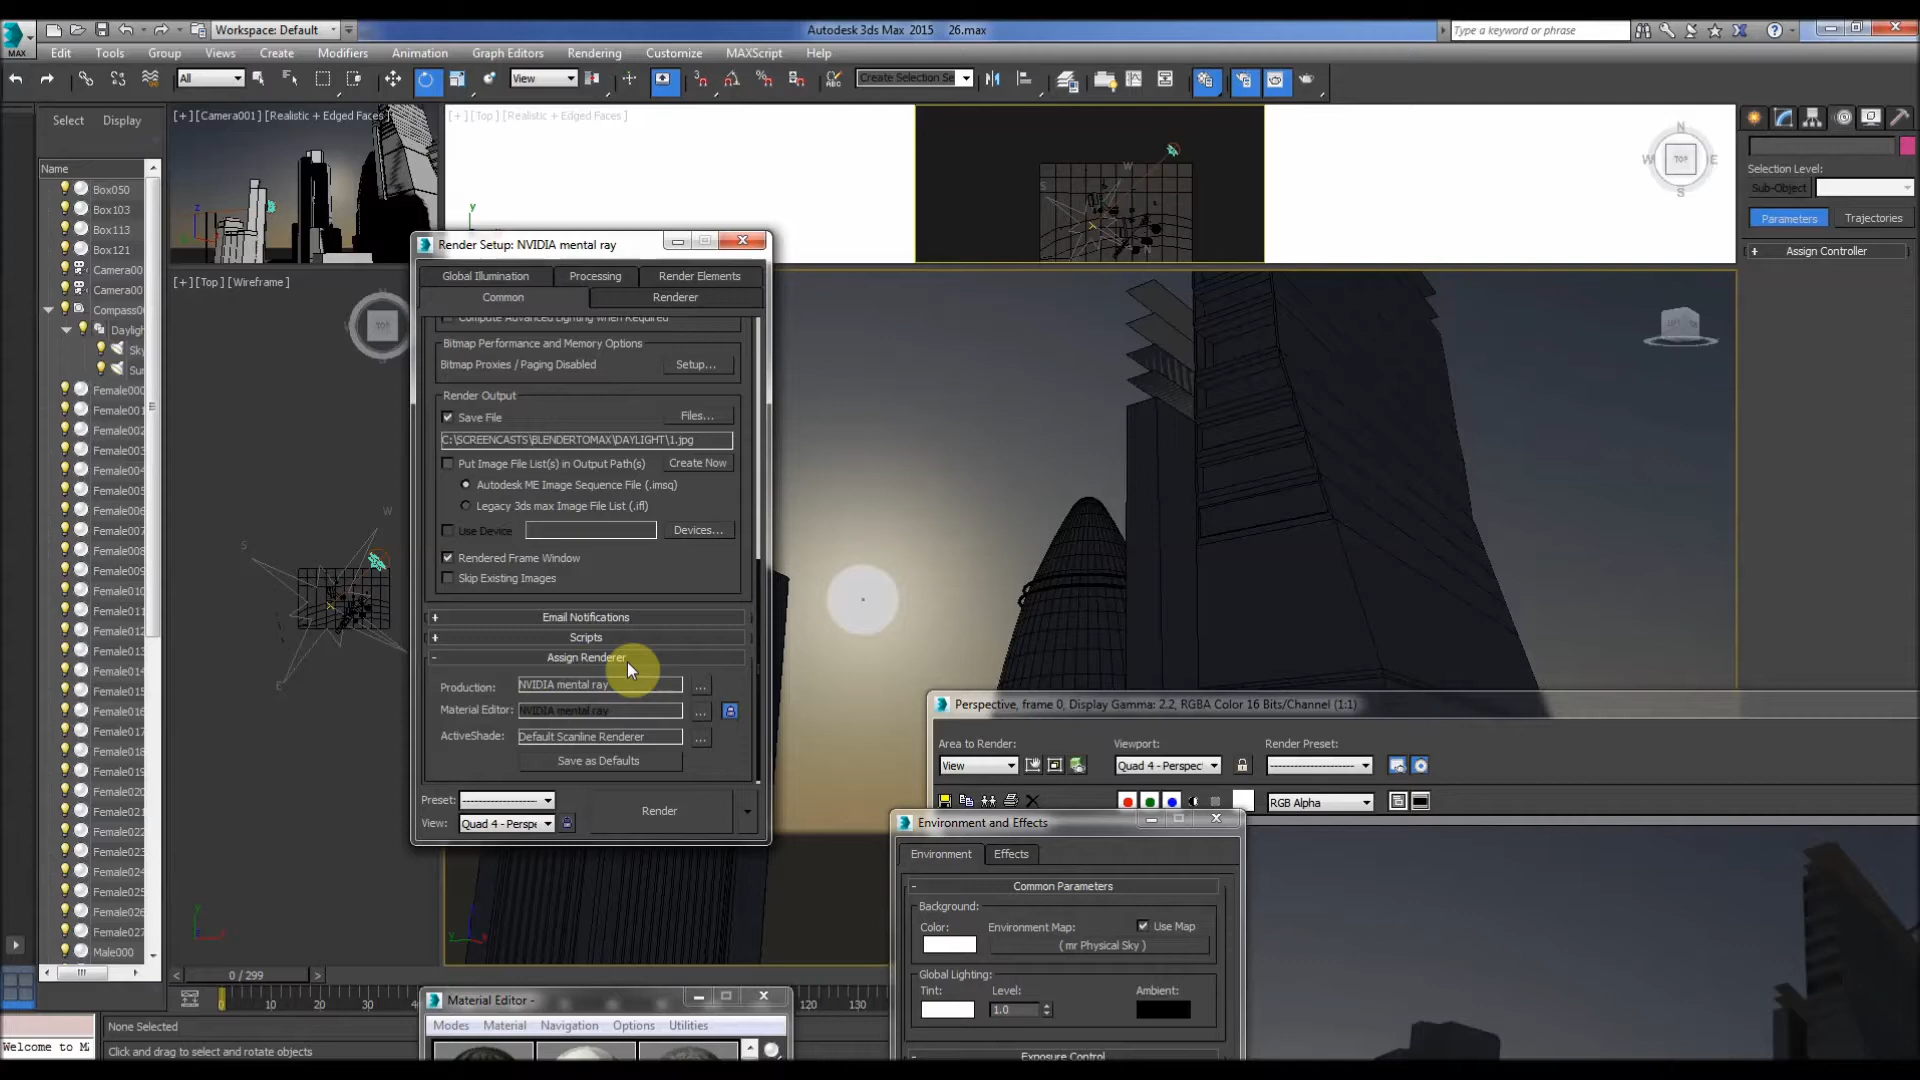 Workspace: Default
Autodesk 3ds Max 2015    26.max
Type a keyword or phrase
MAX
Edit Tools Group Views Create Modifiers Animation Graph Editors Rendering Customize MAXScript Help
All
View
Create Selection Se
Select Display
[+][Camera001][Realistic + Edged Faces]
[+][Top][Realistic + Edged Faces]
N
W TOP E
S
Selection Level:
Sub-Object
Parameters Trajectories
+ Assign Controller
Name
Box050
Box103
Box113
Box121
Camera00
Camera00
Compass0
Daylight
Sky
Sun
Female000
Female001
Female002
Female003
Female004
Female005
Female006
Female007
Female008
Female009
Female010
Female011
Female012
Female013
Female014
Female015
Female016
Female017
Female018
Female019
Female020
Female021
Female022
Female023
Female024
Female025
Female026
Female027
Male000
[+][Top][Wireframe]
TOP
Render Setup: NVIDIA mental ray
Global Illumination Processing Render Elements
Common Renderer
Compute Advanced Lighting when Required
Bitmap Performance and Memory Options
Bitmap Proxies / Paging Disabled Setup...
Render Output
Save File Files...
C:\SCREENCASTS\BLENDERTOMAX\DAYLIGHT\1.jpg
Put Image File List(s) in Output Path(s) Create Now
Autodesk ME Image Sequence File (.imsq)
Legacy 3ds max Image File List (.ifl)
Use Device Devices...
Rendered Frame Window
Skip Existing Images
+ Email Notifications
+ Scripts
- Assign Renderer
Production: NVIDIA mental ray ...
Material Editor: NVIDIA mental ray ...
ActiveShade: Default Scanline Renderer ...
Save as Defaults
Preset: --------------------
View: Quad 4 - Perspe
Render
Perspective, frame 0, Display Gamma: 2.2, RGBA Color 16 Bits/Channel (1:1)
Area to Render: Viewport: Render Preset:
View Quad 4 - Perspect --------------------
RGB Alpha
Environment and Effects
Environment Effects
- Common Parameters
Background:
Color: Environment Map: Use Map
( mr Physical Sky )
Global Lighting:
Tint: Level: Ambient:
1.0
Exposure Control
< 0 / 299 >
0 10 20 30 120 130
Material Editor -
Modes Material Navigation Options Utilities
None Selected
Click and drag to select and rotate objects
Welcome to M